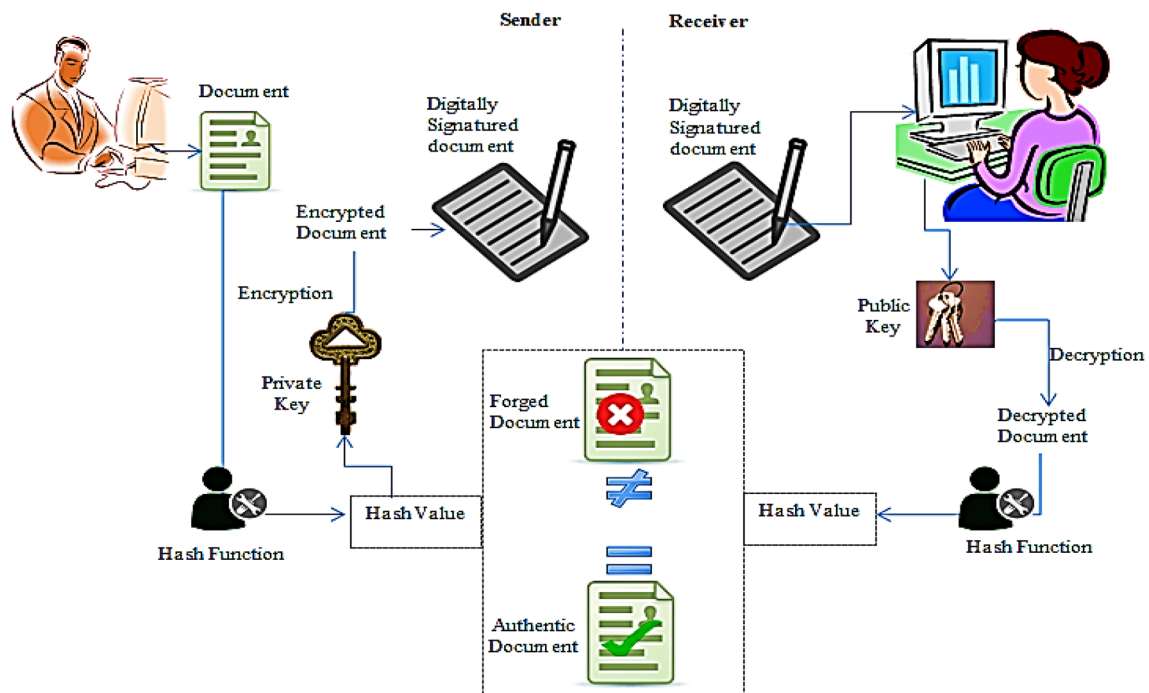 Sender
Receiver
Document
Digitally
Signatured
document
Digitally
Signatured
document
Encrypted
Document
Encryption
Public
Key
Decryption
Private
Key
Forged
Document
Decrypted
Document
Hash Value
Hash Value
Hash Function
Hash Function
Authentic
Document